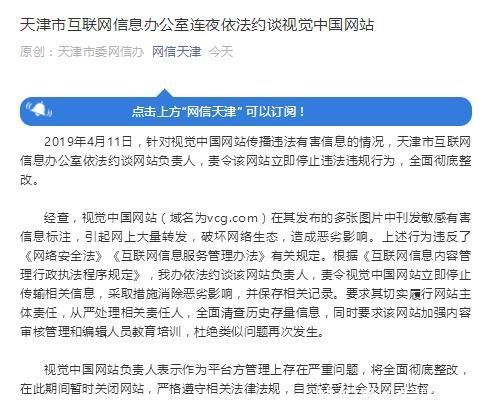 天津市互联网信息办公室连夜依法约谈视觉中国网站
原创：天津市委网信办 网信天津 今天
点击上方“网信天津” 可以订阅！
2019年4月11日，针对视觉中国网站传播违法有害信息的情况，天津市互联网
信息办公室依法约谈网站负责人，责令该网站立即停止违法违规行为，全面彻底整
改。
经查，视觉中国网站（域名为vcg.com）在其发布的多张图片中刊发敏感有害
信息标注，引起网上大量转发，破坏网络生态，造成恶劣影响。上述行为违反了
《网络安全法》《互联网信息服务管理办法》有关规定。根据《互联网信息内容管
理行政执法程序规定》，我办依法约谈该网站负责人，责令视觉中国网站立即停止
传输相关信息，采取措施消除恶劣影响，并保存相关记录。要求其切实履行网站主
体责任，从严处理相关责任人，全面清查历史存量信息，同时要求该网站加强内容
审核管理和编辑人员教育培训，杜绝类似问题再次发生。
视觉中国网站负责人表示作为平台方管理上存在严重问题，将全面彻底整改，
在此期间暂时关闭网站，严格遵守相关法律法规，自觉接受社会及网民监督。